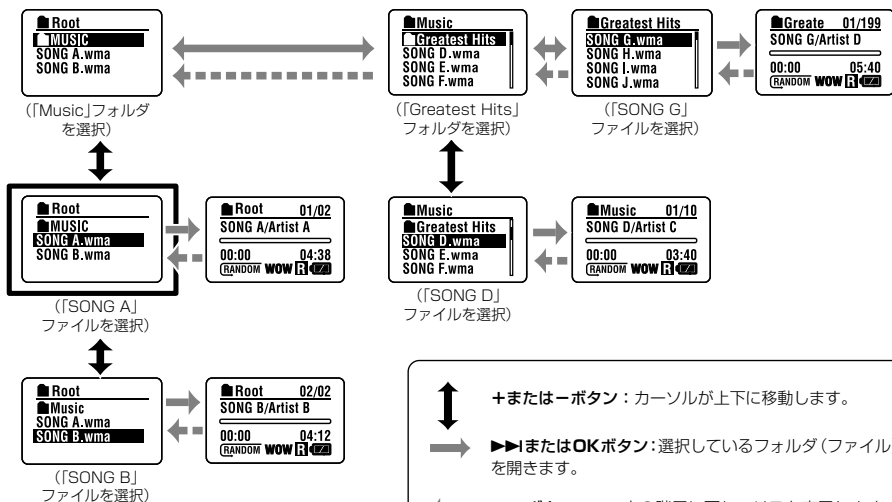 Root
MUSIC
SONG A.wma
SONG B.wma
(「Music」フォルダ
を選択)
Music
Greatest Hits
SONG D.wma
SONG E.wma
SONG F.wma
(「Greatest Hits」
フォルダを選択)
Greatest Hits
SONG G.wma
SONG H.wma
SONG I.wma
SONG J.wma
(「SONG G」
ファイルを選択)
Greate 01/199
SONG G/Artist D
00:00 05:40
RANDOM WOW R
Root
MUSIC
SONG A.wma
SONG B.wma
(「SONG A」
ファイルを選択)
Root 01/02
SONG A/Artist A
00:00 04:38
RANDOM WOW R
Music
Greatest Hits
SONG D.wma
SONG E.wma
SONG F.wma
(「SONG D」
ファイルを選択)
Music 01/10
SONG D/Artist C
00:00 03:40
RANDOM WOW R
Root
Music
SONG A.wma
SONG B.wma
(「SONG B」
ファイルを選択)
Root 02/02
SONG B/Artist B
00:00 04:12
RANDOM WOW R
+または−ボタン：カーソルが上下に移動します。
▶▶IまたはOKボタン：選択しているフォルダ（ファイル
を開きます。